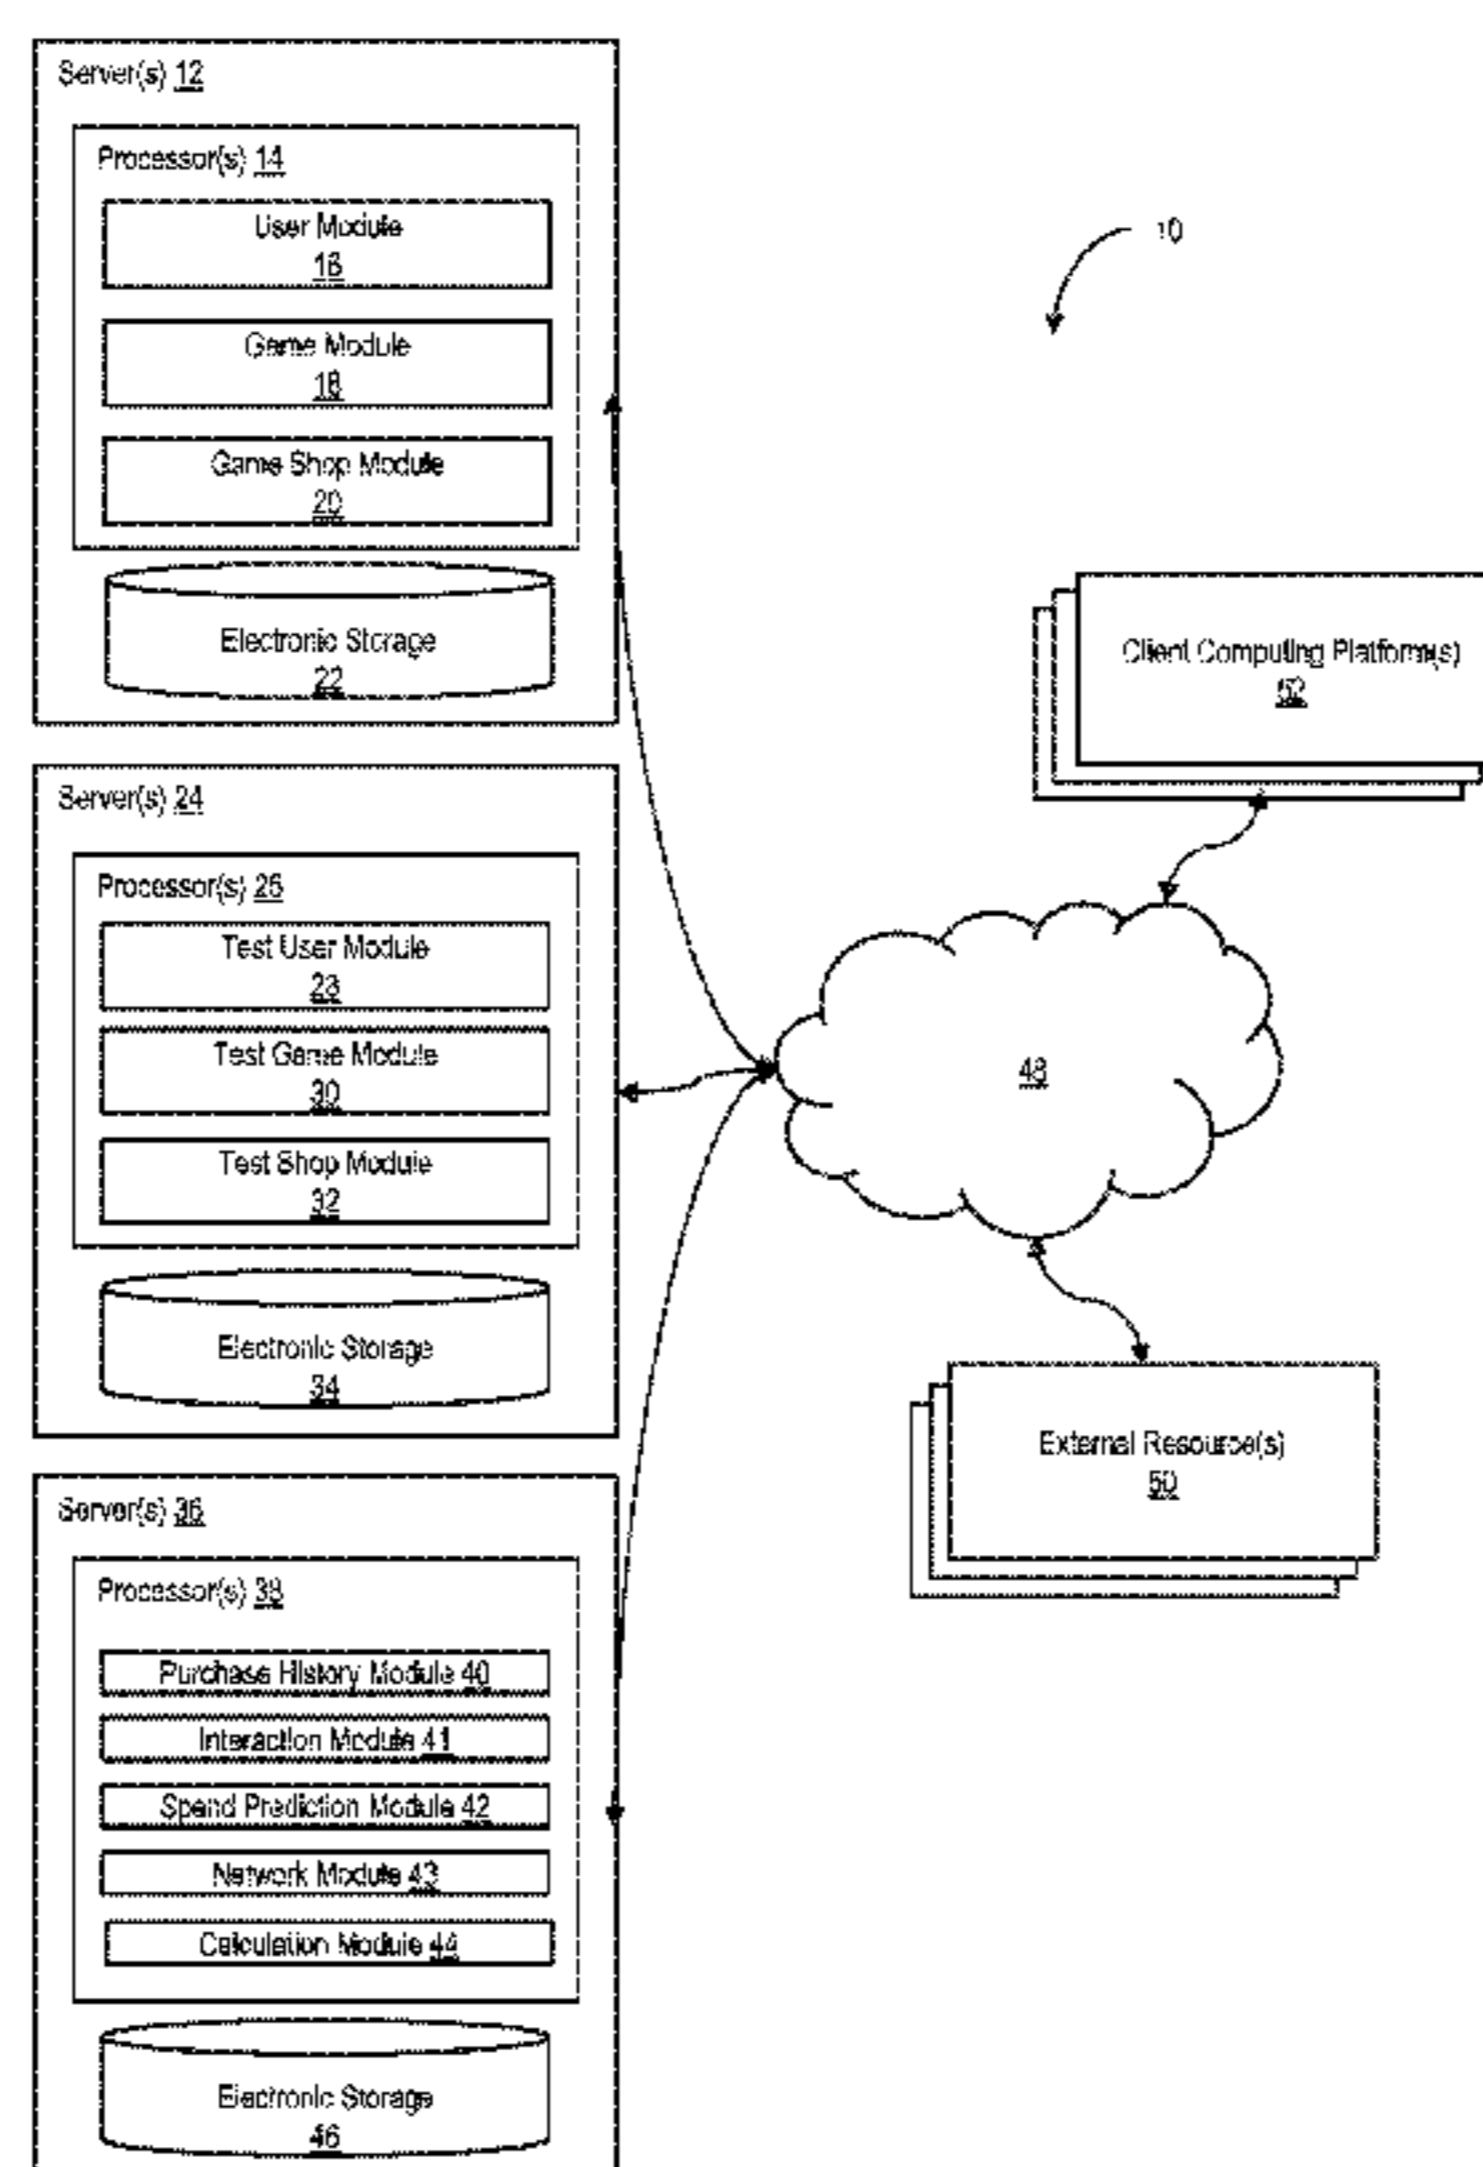 Server(s) 12
Processor(s) 14
User Module
16
Game Module
18
Game Shop Module
20
Electronic Storage
22
10
Client Computing Platform(s)
52
Server(s) 24
Processor(s) 26
Test User Module
28
Test Game Module
30
Test Shop Module
32
Electronic Storage
34
48
External Resource(s)
50
Server(s) 36
Processor(s) 38
Purchase History Module 40
Interaction Module 41
Spend Prediction Module 42
Network Module 43
Calculation Module 44
Electronic Storage
46